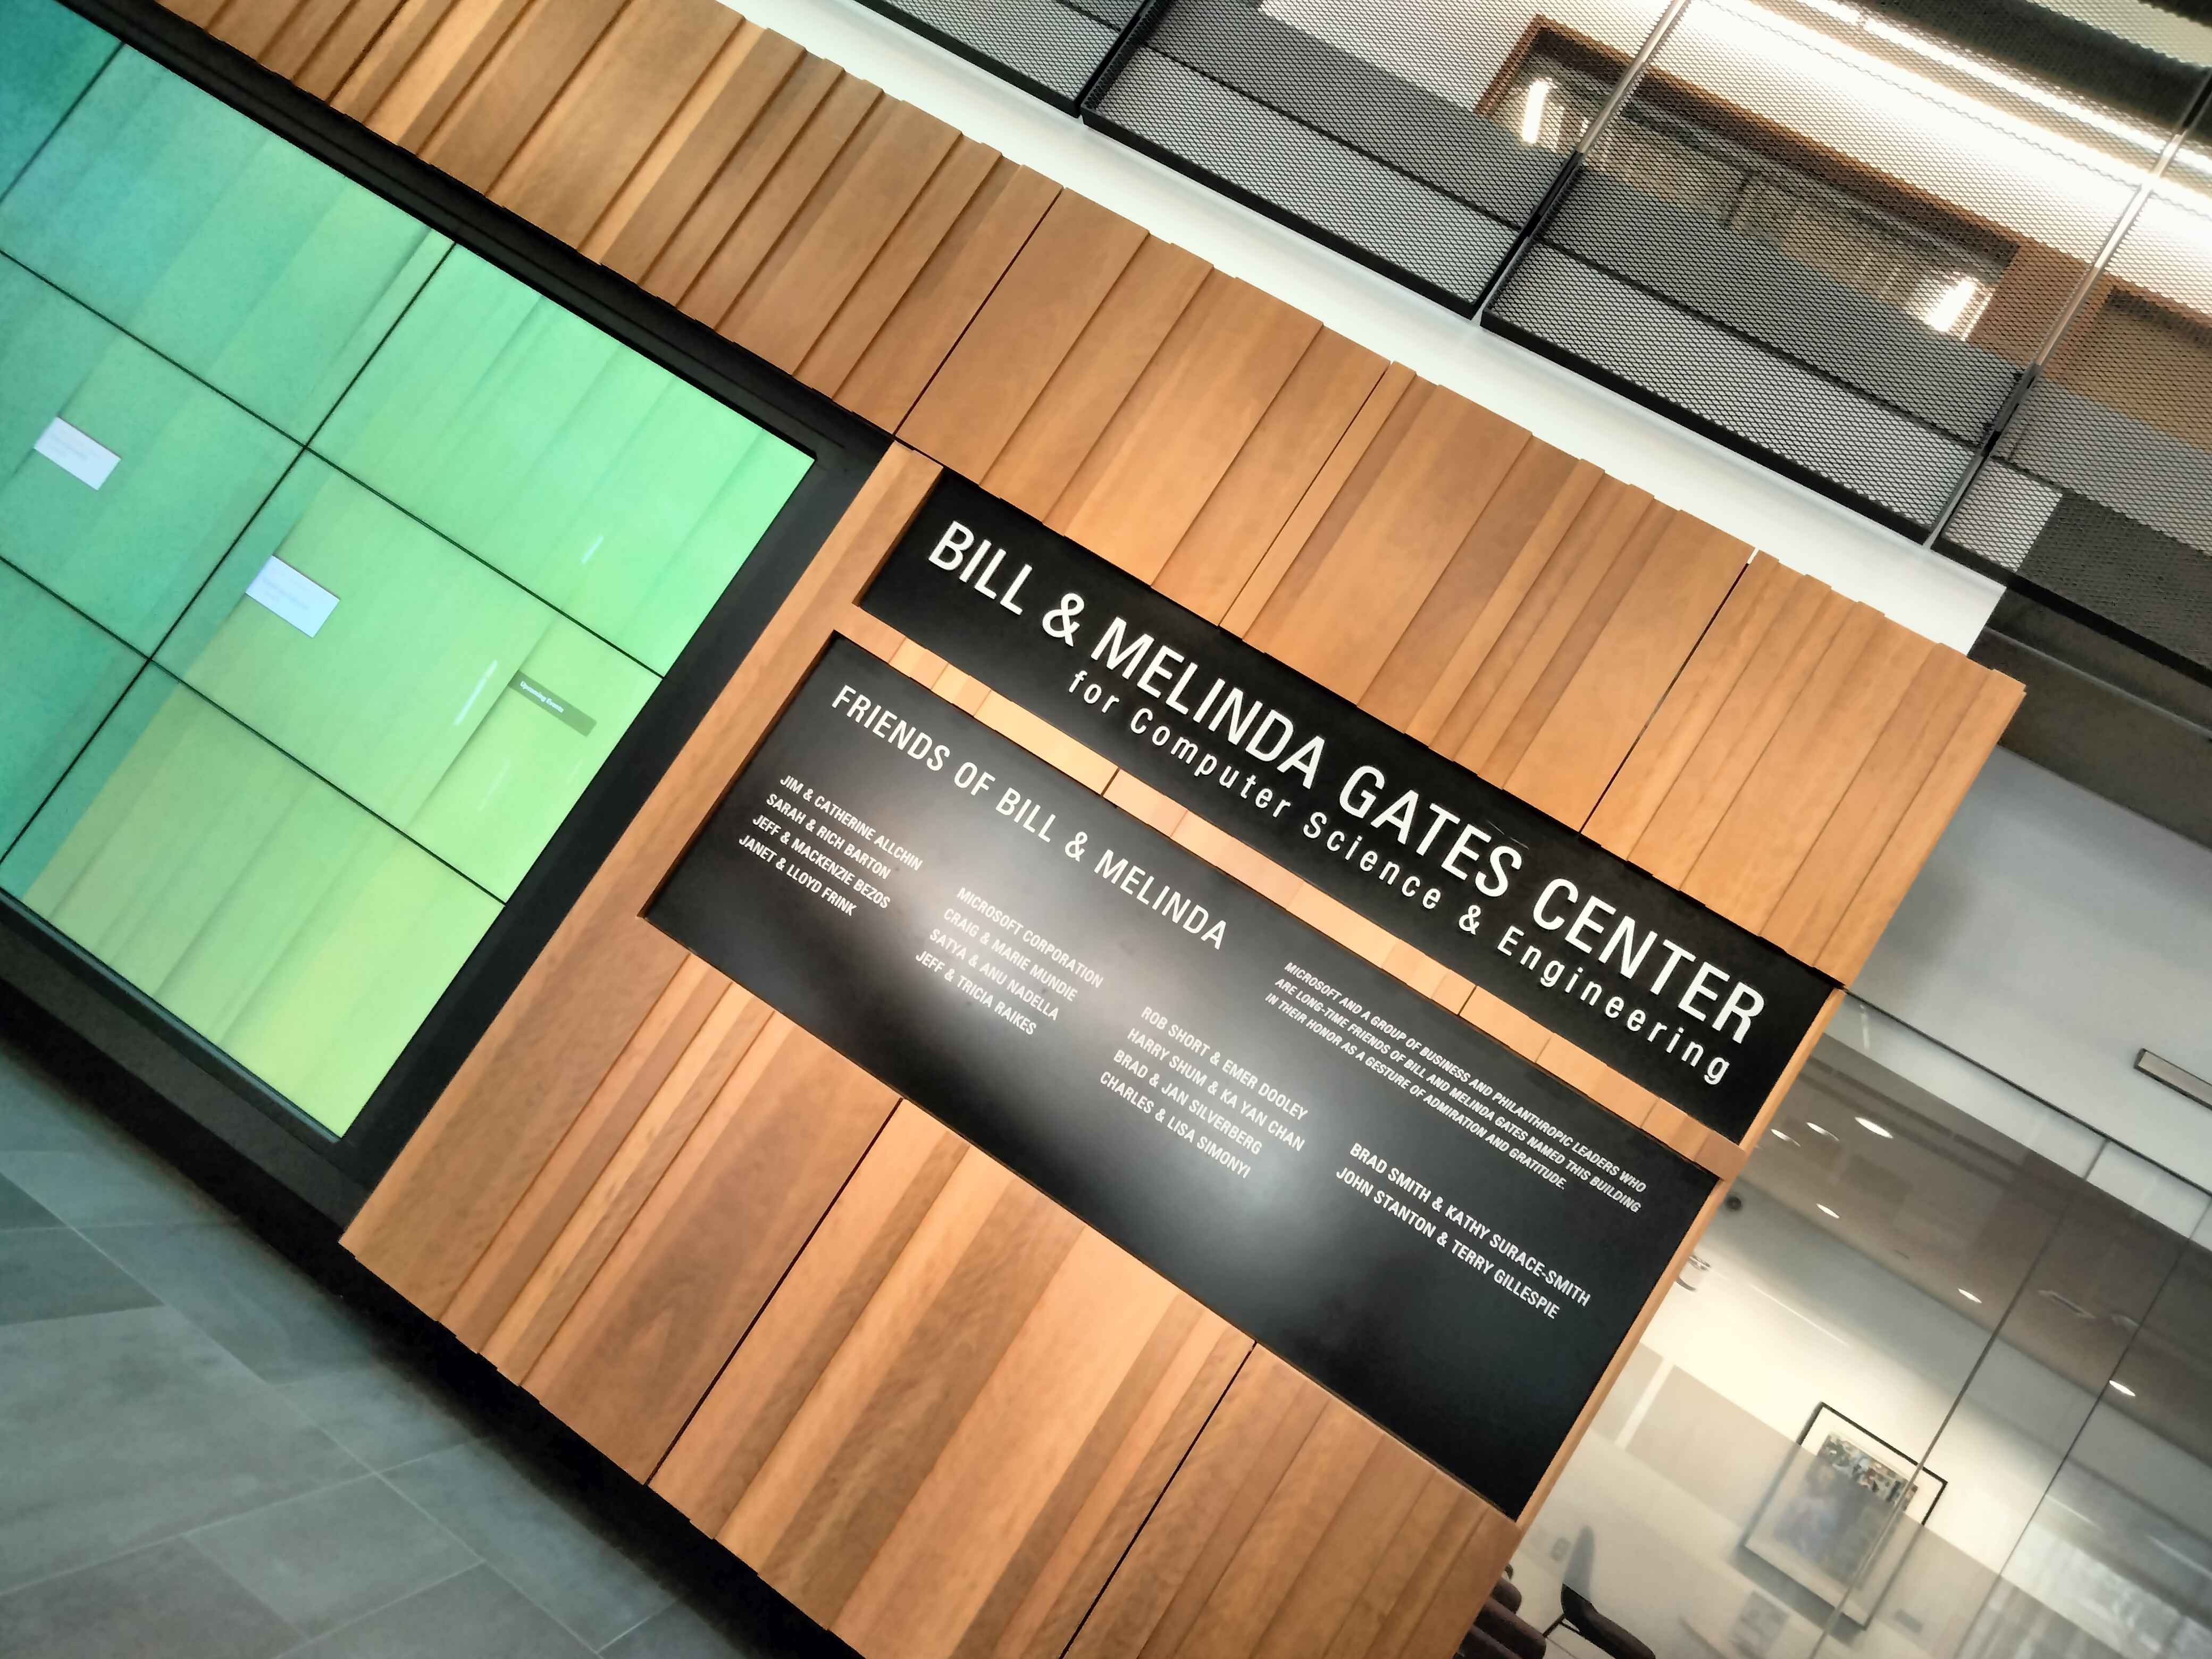 BILL & MELINDA GATES CENTER
for Computer Science & Engineering
FRIENDS OF BILL & MELINDA
MICROSOFT AND A GROUP OF BUSINESS AND PHILANTHROPIC LEADERS WHO
ARE LONG-TIME FRIENDS OF BILL AND MELINDA GATES NAMED THIS BUILDING
IN THEIR HONOR AS A GESTURE OF ADMIRATION AND GRATITUDE.
JIM & CATHERINE ALLCHIN
SARAH & RICH BARTON
JEFF & MACKENZIE BEZOS
JANET & LLOYD FRINK
MICROSOFT CORPORATION
CRAIG & MARIE MUNDIE
SATYA & ANU NADELLA
JEFF & TRICIA RAIKES
ROB SHORT & EMER DOOLEY
HARRY SHUM & KA YAN CHAN
BRAD & JAN SILVERBERG
CHARLES & LISA SIMONYI
BRAD SMITH & KATHY SURACE-SMITH
JOHN STANTON & TERRY GILLESPIE
Upcoming Events